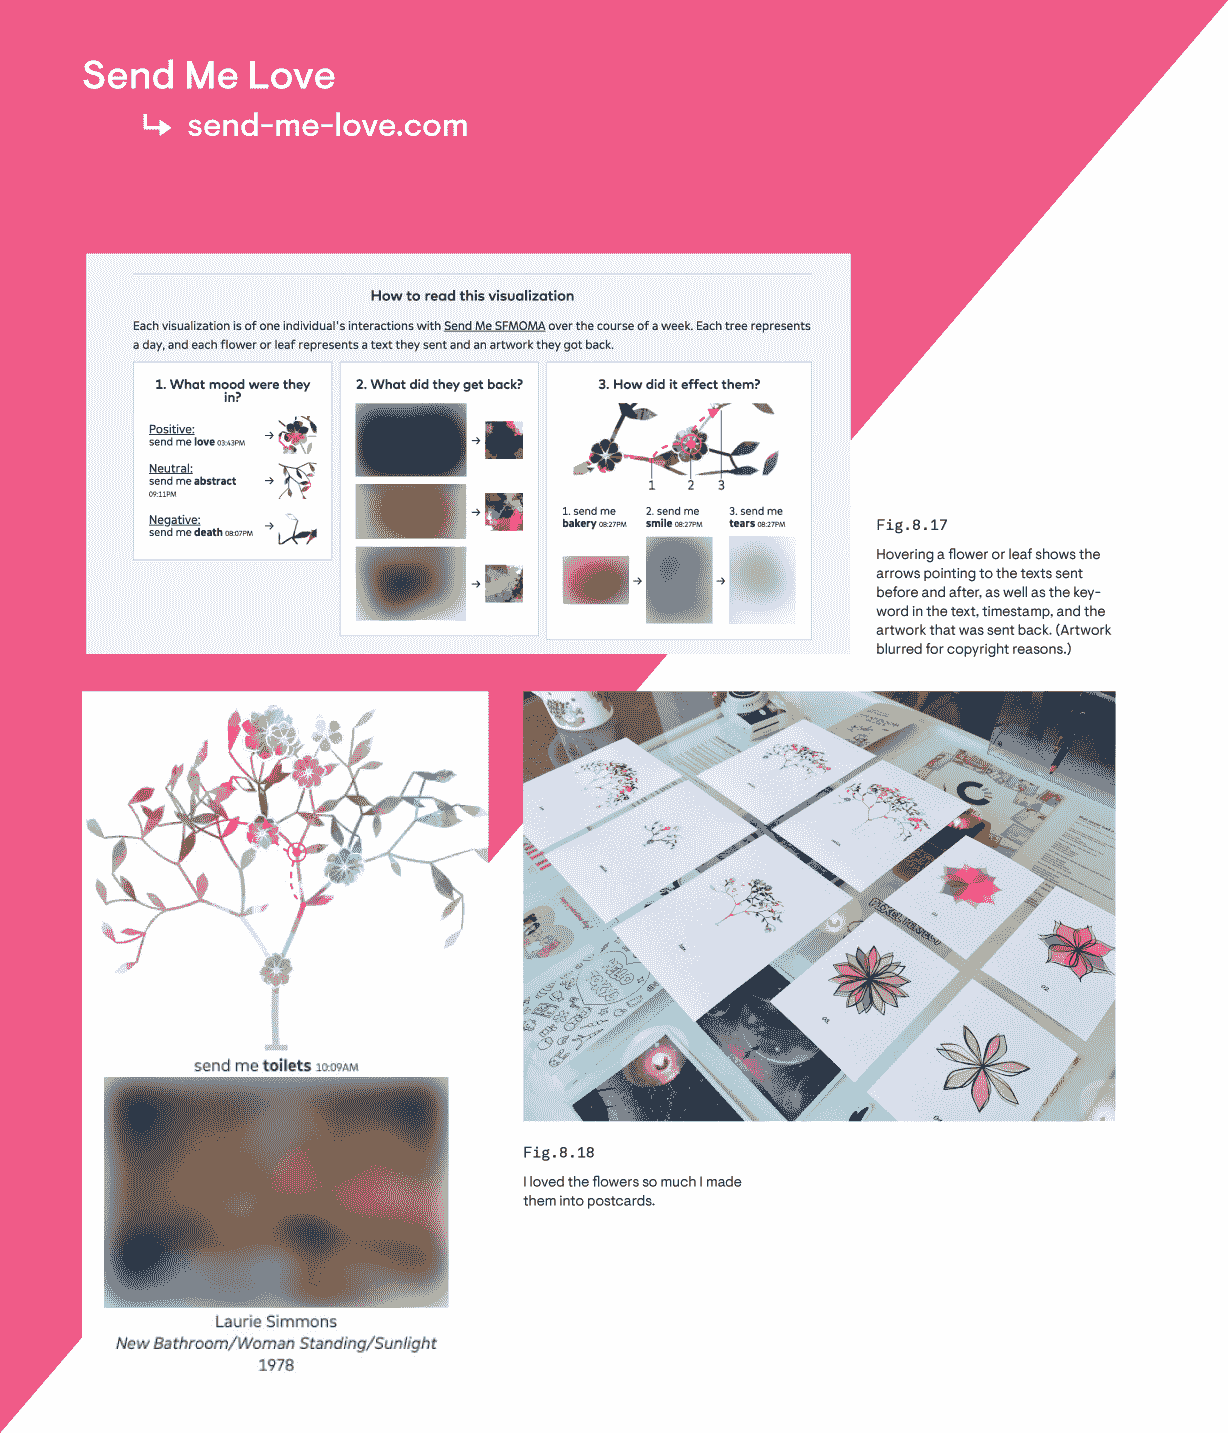 Send Me Love
↳ send-me-love.com
How to read this visualization
Each visualization is of one individual's interactions with Send Me SFMOMA over the course of a week. Each tree represents
a day, and each flower or leaf represents a text they sent and an artwork they got back.
1. What mood were they
in?
Positive:
send me love 03:43PM
Neutral:
send me abstract
09:11PM
Negative:
send me death 08:07PM
2. What did they get back?
3. How did it effect them?
1 2 3
1. send me
bakery 08:27PM
2. send me
smile 08:27PM
3. send me
tears 08:27PM
Fig.8.17
Hovering a flower or leaf shows the
arrows pointing to the texts sent
before and after, as well as the key-
word in the text, timestamp, and the
artwork that was sent back. (Artwork
blurred for copyright reasons.)
send me toilets 10:09AM
Laurie Simmons
New Bathroom/Woman Standing/Sunlight
1978
Fig.8.18
I loved the flowers so much I made
them into postcards.